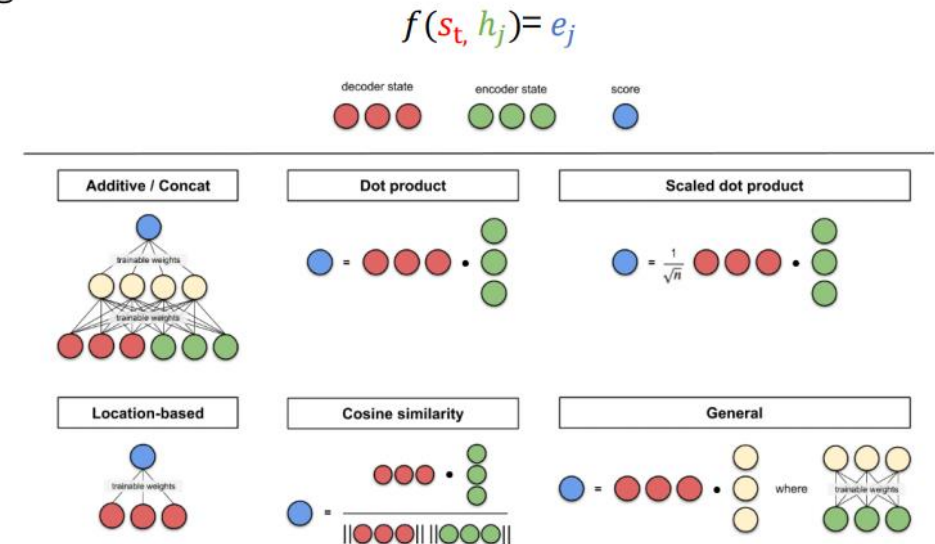 f(st, hj)= ej
decoder state
encoder state
score
Additive / Concat
trainable weights
trainable weights
Dot product
=
•
Scaled dot product
= 1/√n •
Location-based
trainable weights
Cosine similarity
•
=
|| || || ||
General
= • where
trainable weights